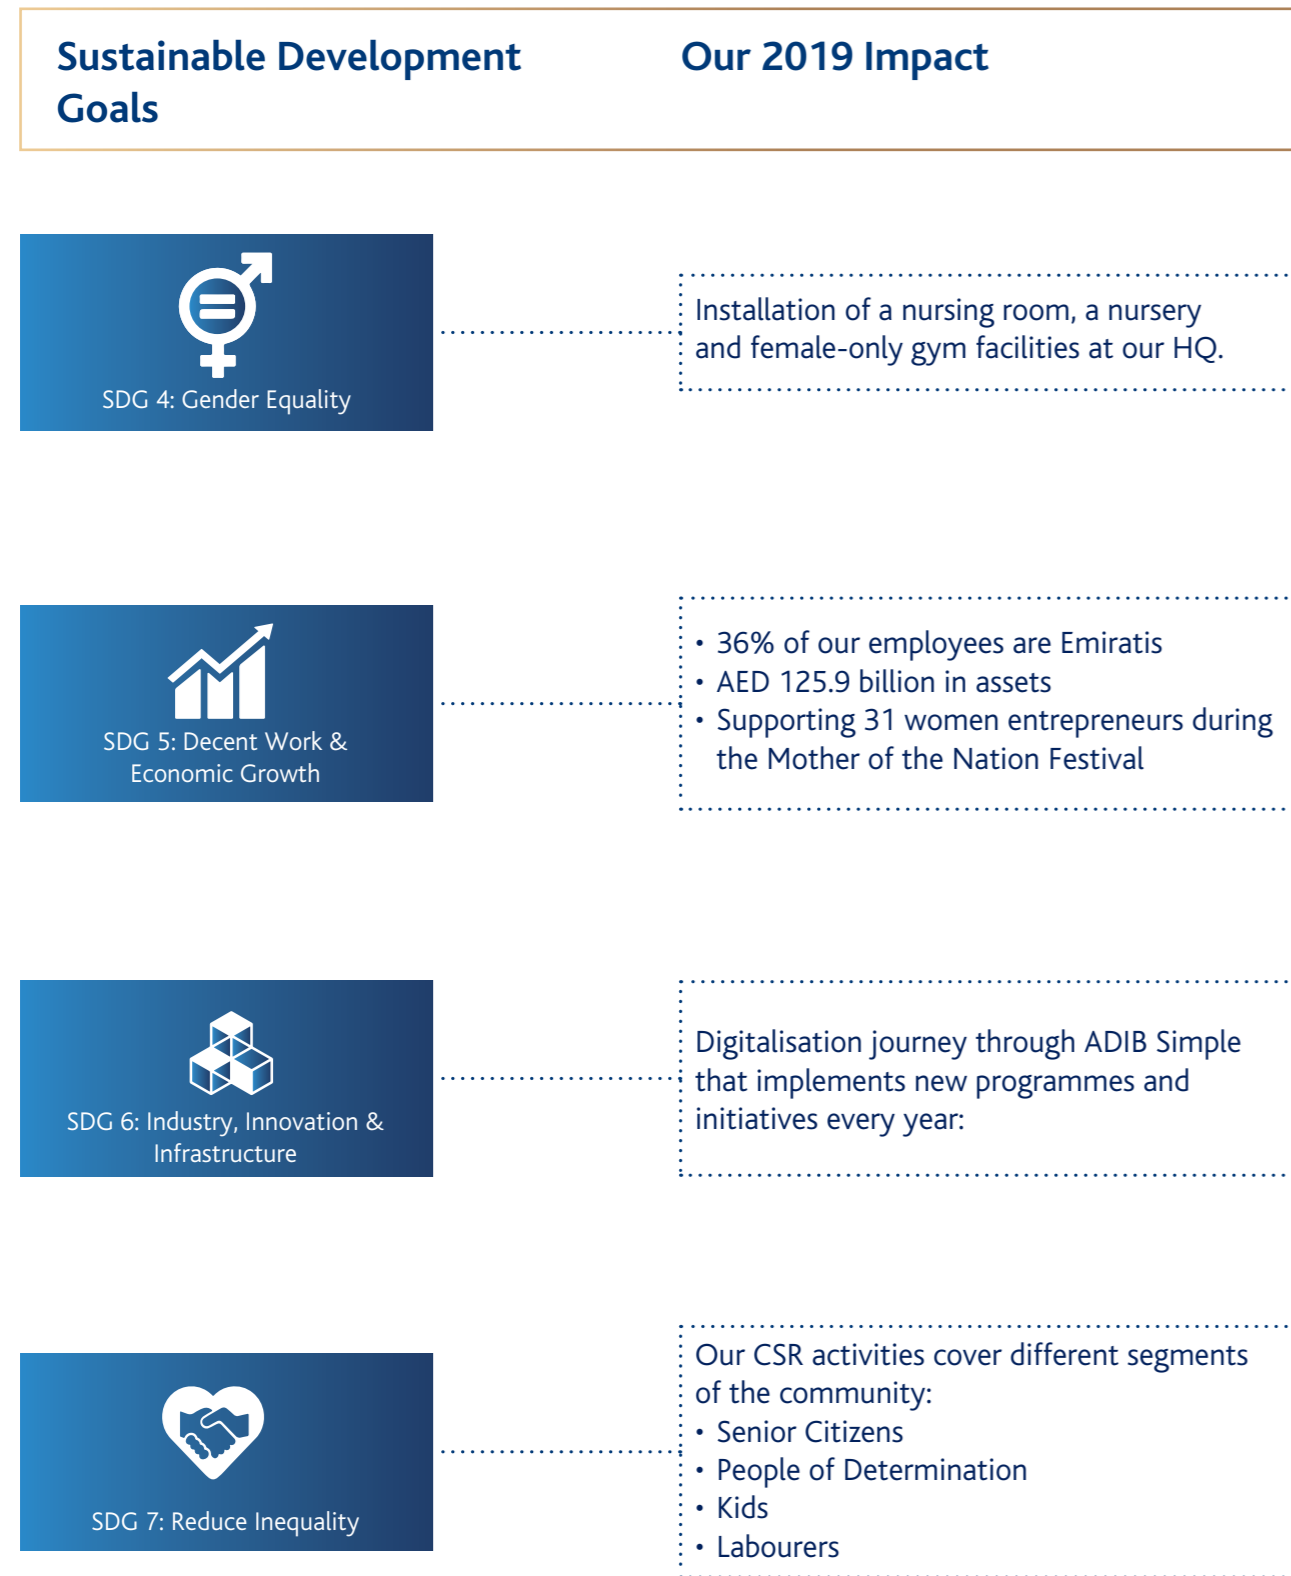 Sustainable Development
Goals
Our 2019 Impact
SDG 4: Gender Equality
Installation of a nursing room, a nursery
and female-only gym facilities at our HQ.
SDG 5: Decent Work &
Economic Growth
• 36% of our employees are Emiratis
• AED 125.9 billion in assets
• Supporting 31 women entrepreneurs during
the Mother of the Nation Festival
SDG 6: Industry, Innovation &
Infrastructure
Digitalisation journey through ADIB Simple
that implements new programmes and
initiatives every year:
SDG 7: Reduce Inequality
Our CSR activities cover different segments
of the community:
• Senior Citizens
• People of Determination
• Kids
• Labourers